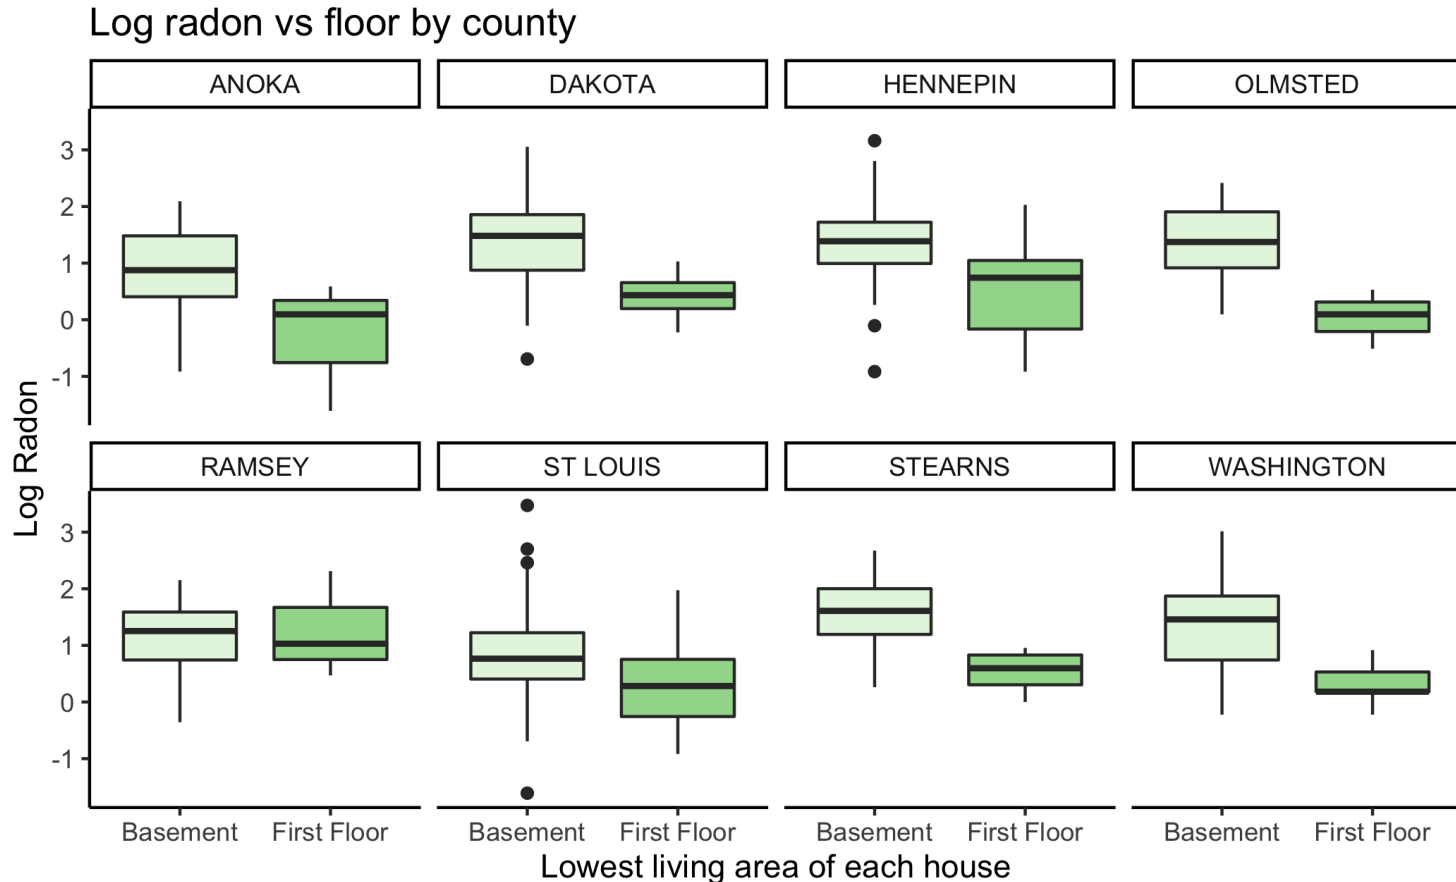 Log radon vs floor by county
ANOKA DAKOTA HENNEPIN OLMSTED
3
2
1
0
-1
Log Radon
RAMSEY ST LOUIS STEARNS WASHINGTON
3
2
1
0
-1
Basement First Floor Basement First Floor Basement First Floor Basement First Floor
Lowest living area of each house